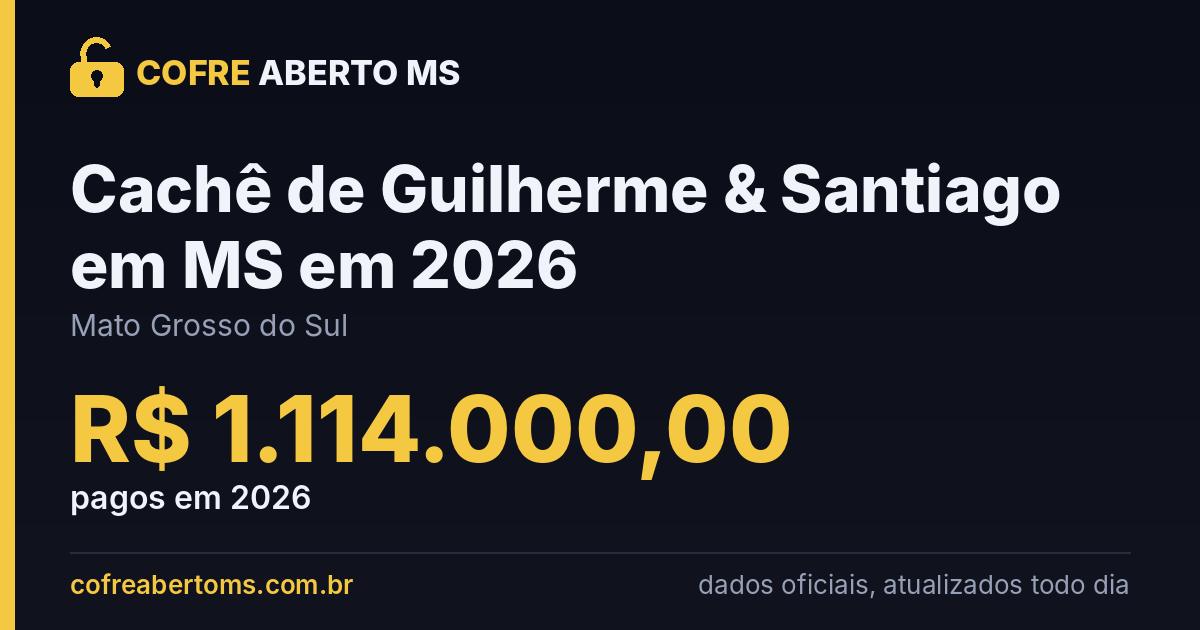 COFRE ABERTO MS
Cachê de Guilherme & Santiago
em MS em 2026
Mato Grosso do Sul
R$ 1.114.000,00
pagos em 2026
cofreabertoms.com.br
dados oficiais, atualizados todo dia